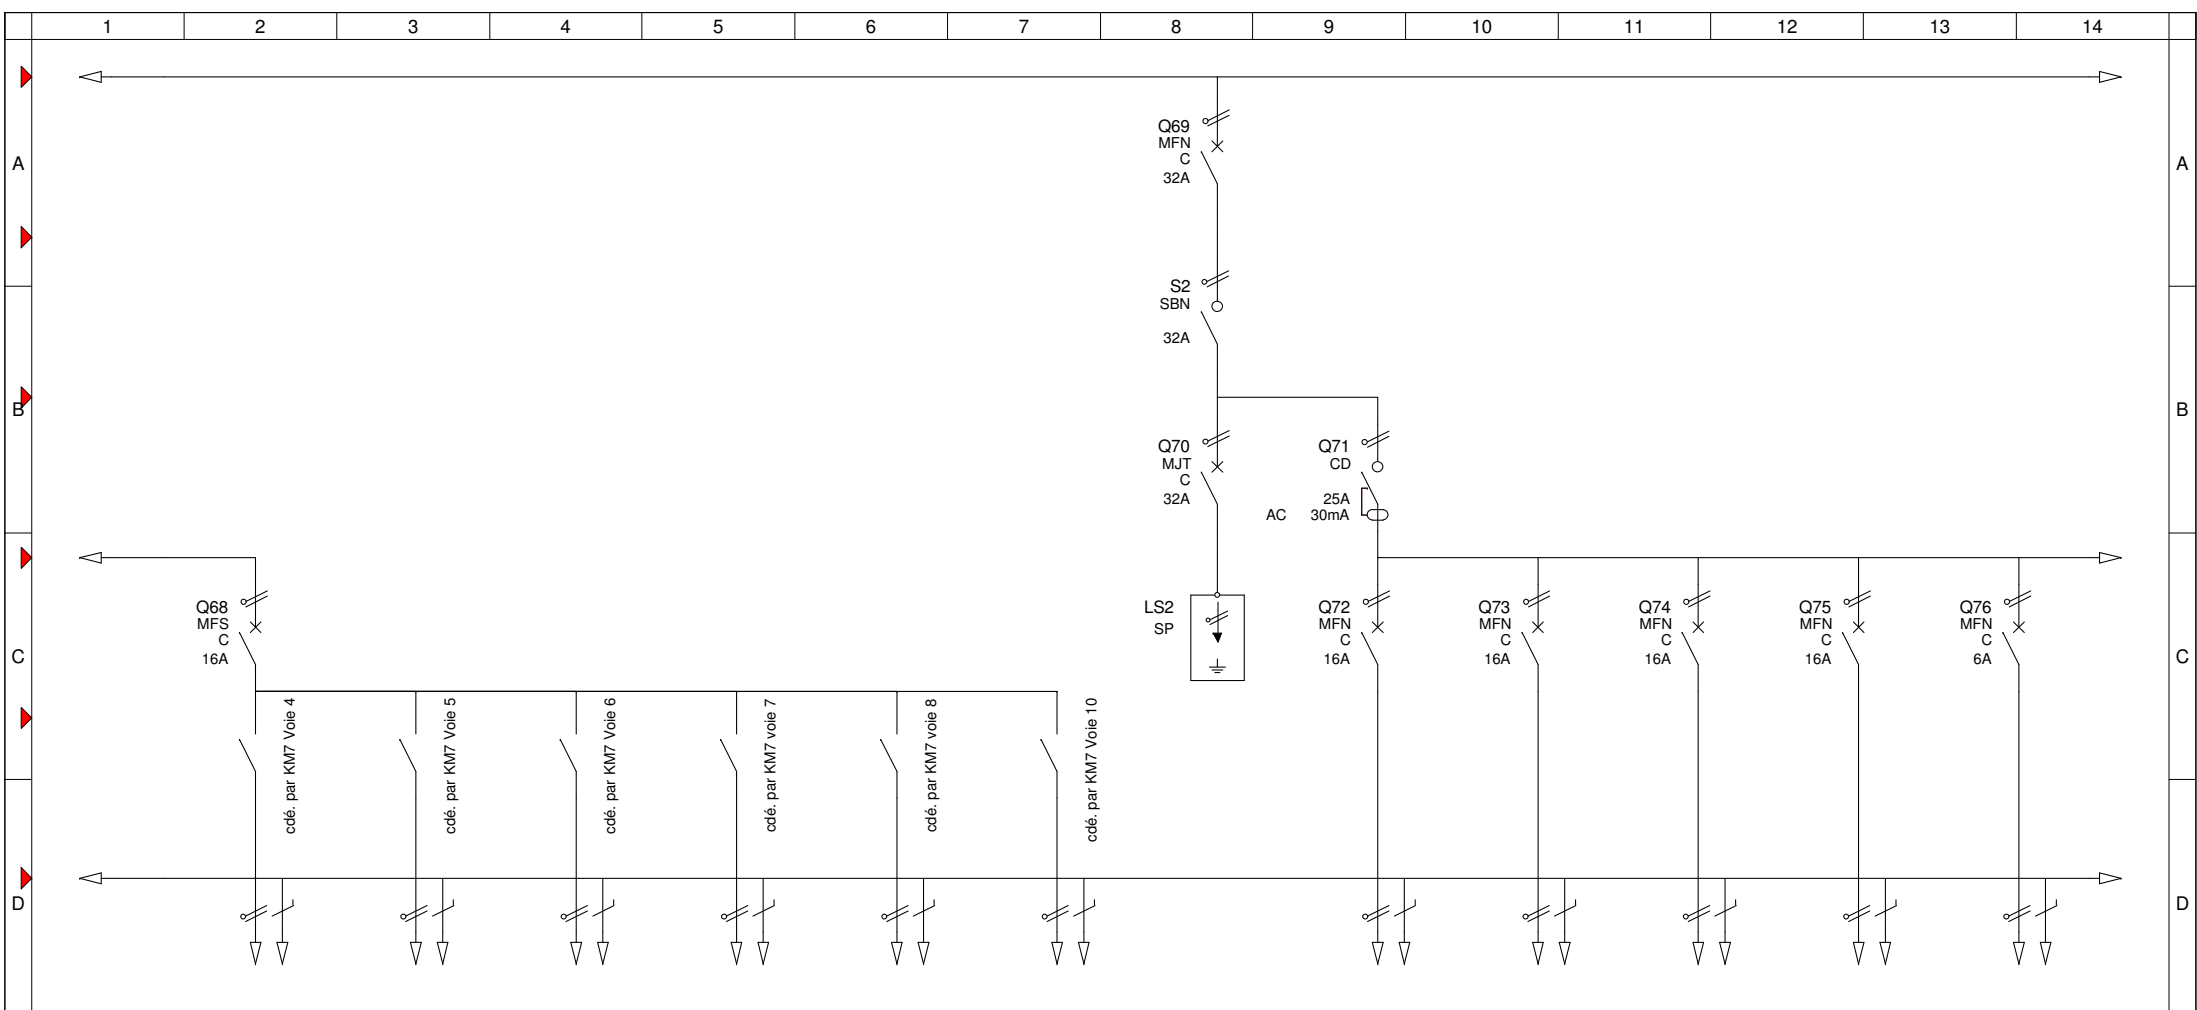 1 2 3 4 5 6 7 8 9 10 11 12 13 14
A
A
Q69
MFN
C
32A
S2
SBN
32A
B
B
Q70
MJT
C
32A
Q71
CD
25A
AC 30mA
Q68
MFS
C
16A
LS2
SP
Q72
MFN
C
16A
Q73
MFN
C
16A
Q74
MFN
C
16A
Q75
MFN
C
16A
Q76
MFN
C
6A
C
C
cdé. par KM7 Voie 4
cdé. par KM7 Voie 5
cdé. par KM7 Voie 6
cdé. par KM7 voie 7
cdé. par KM7 voie 8
cdé. par KM7 Voie 10
D
D